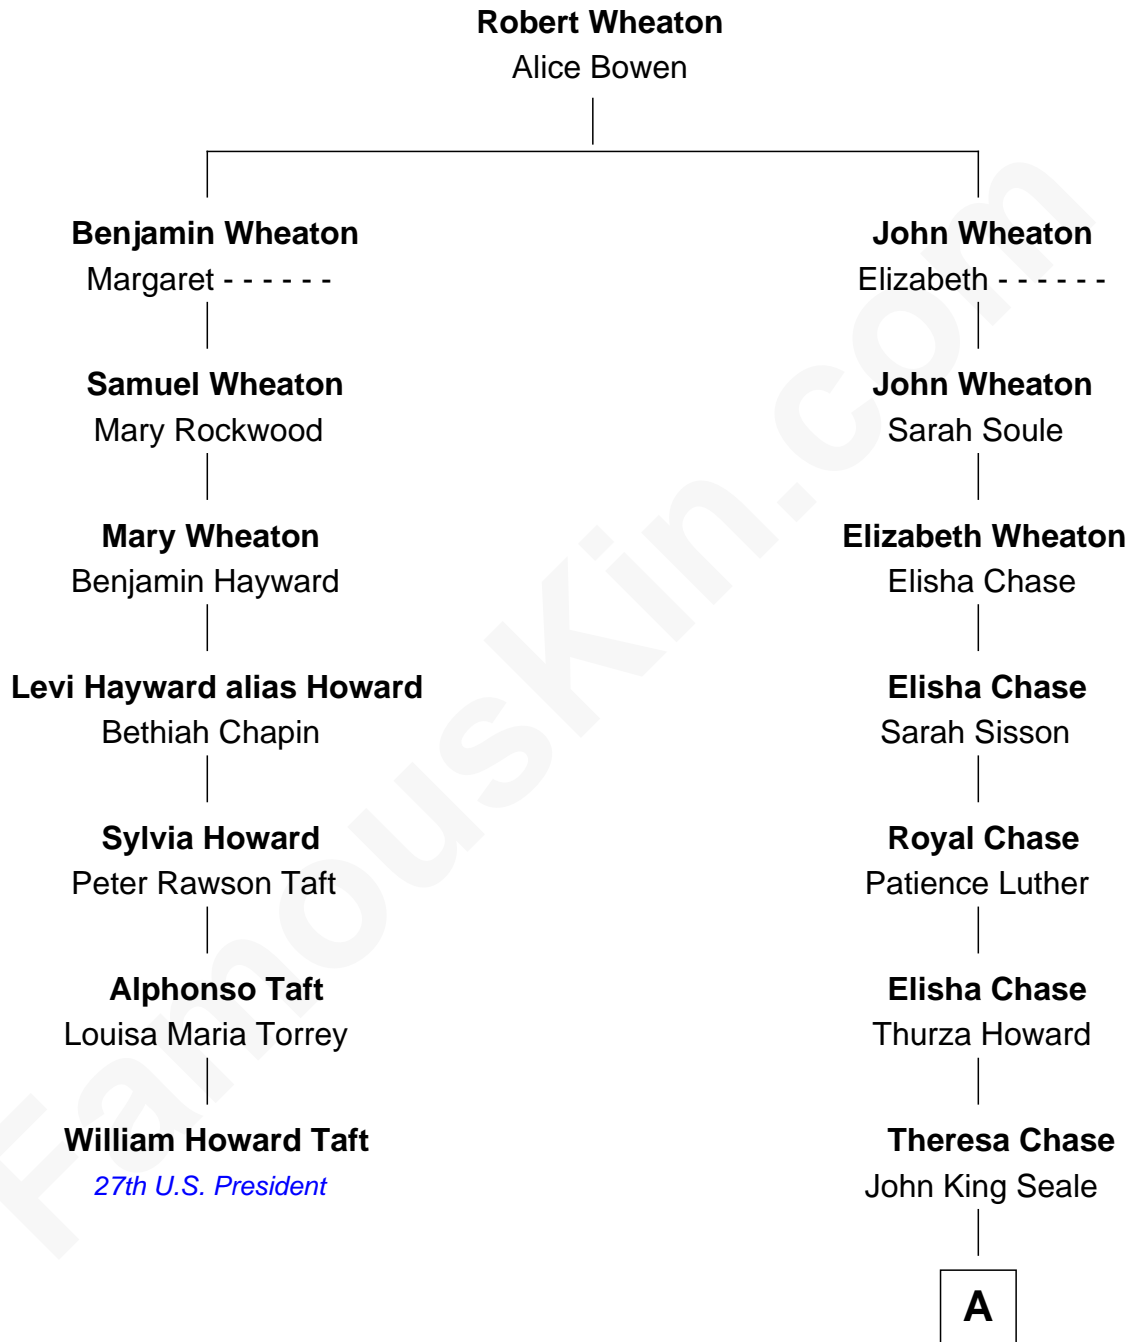 Robert Wheaton
Alice Bowen
Benjamin Wheaton
Margaret - - - - - -
Samuel Wheaton
Mary Rockwood
Mary Wheaton
Benjamin Hayward
Levi Hayward alias Howard
Bethiah Chapin
Sylvia Howard
Peter Rawson Taft
Alphonso Taft
Louisa Maria Torrey
William Howard Taft
27th U.S. President
John Wheaton
Elizabeth - - - - - -
John Wheaton
Sarah Soule
Elizabeth Wheaton
Elisha Chase
Elisha Chase
Sarah Sisson
Royal Chase
Patience Luther
Elisha Chase
Thurza Howard
Theresa Chase
John King Seale
A
FamousKin.com